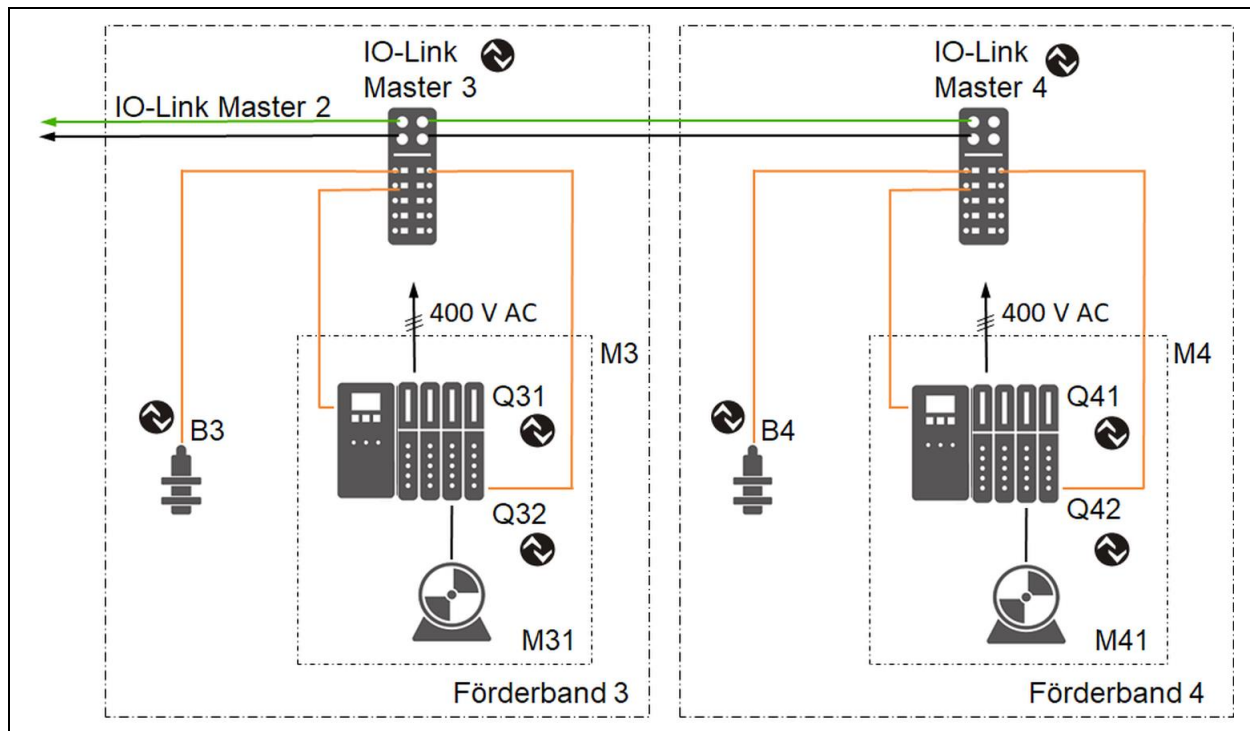 IO-Link
Master 3
IO-Link
Master 4
IO-Link Master 2
400 V AC
400 V AC
M3
M4
Q31
Q41
B3
B4
Q32
Q42
M31
M41
Förderband 3
Förderband 4